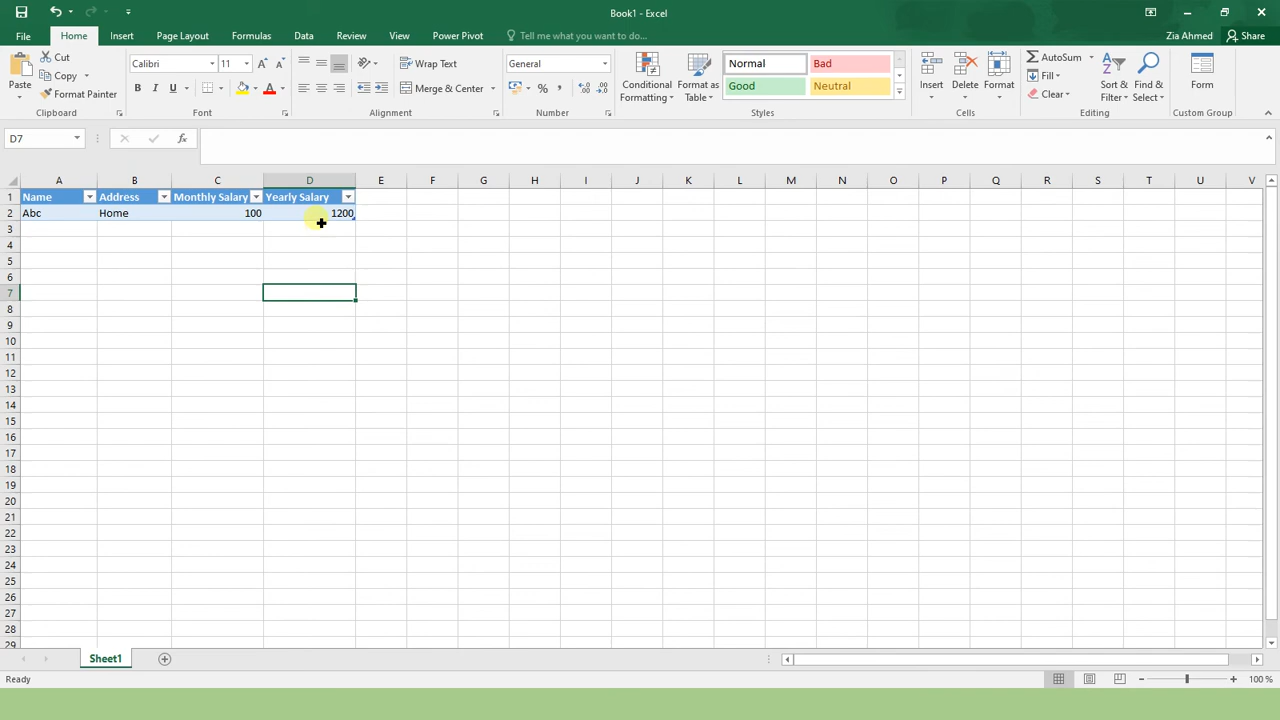 Book1 - Excel
File Home Insert Page Layout Formulas Data Review View Power Pivot Tell me what you want to do... Zia Ahmed Share
Paste
Cut
Copy
Format Painter
Clipboard
Calibri 11 A A
B I U A
Font
Wrap Text
Merge & Center
Alignment
General
% ,
Number
Conditional Formatting
Format as Table
Normal Bad
Good Neutral
Styles
Insert Delete Format
Cells
AutoSum
Fill
Clear
Sort & Filter
Find & Select
Editing
Form
Custom Group
D7 fx
A B C D E F G H I J K L M N O P Q R S T U V
1 Name Address Monthly Salary Yearly Salary
2 Abc Home 100 1200
3
4
5
6
7
8
9
10
11
12
13
14
15
16
17
18
19
20
21
22
23
24
25
26
27
28
29
Sheet1
Ready 100 %